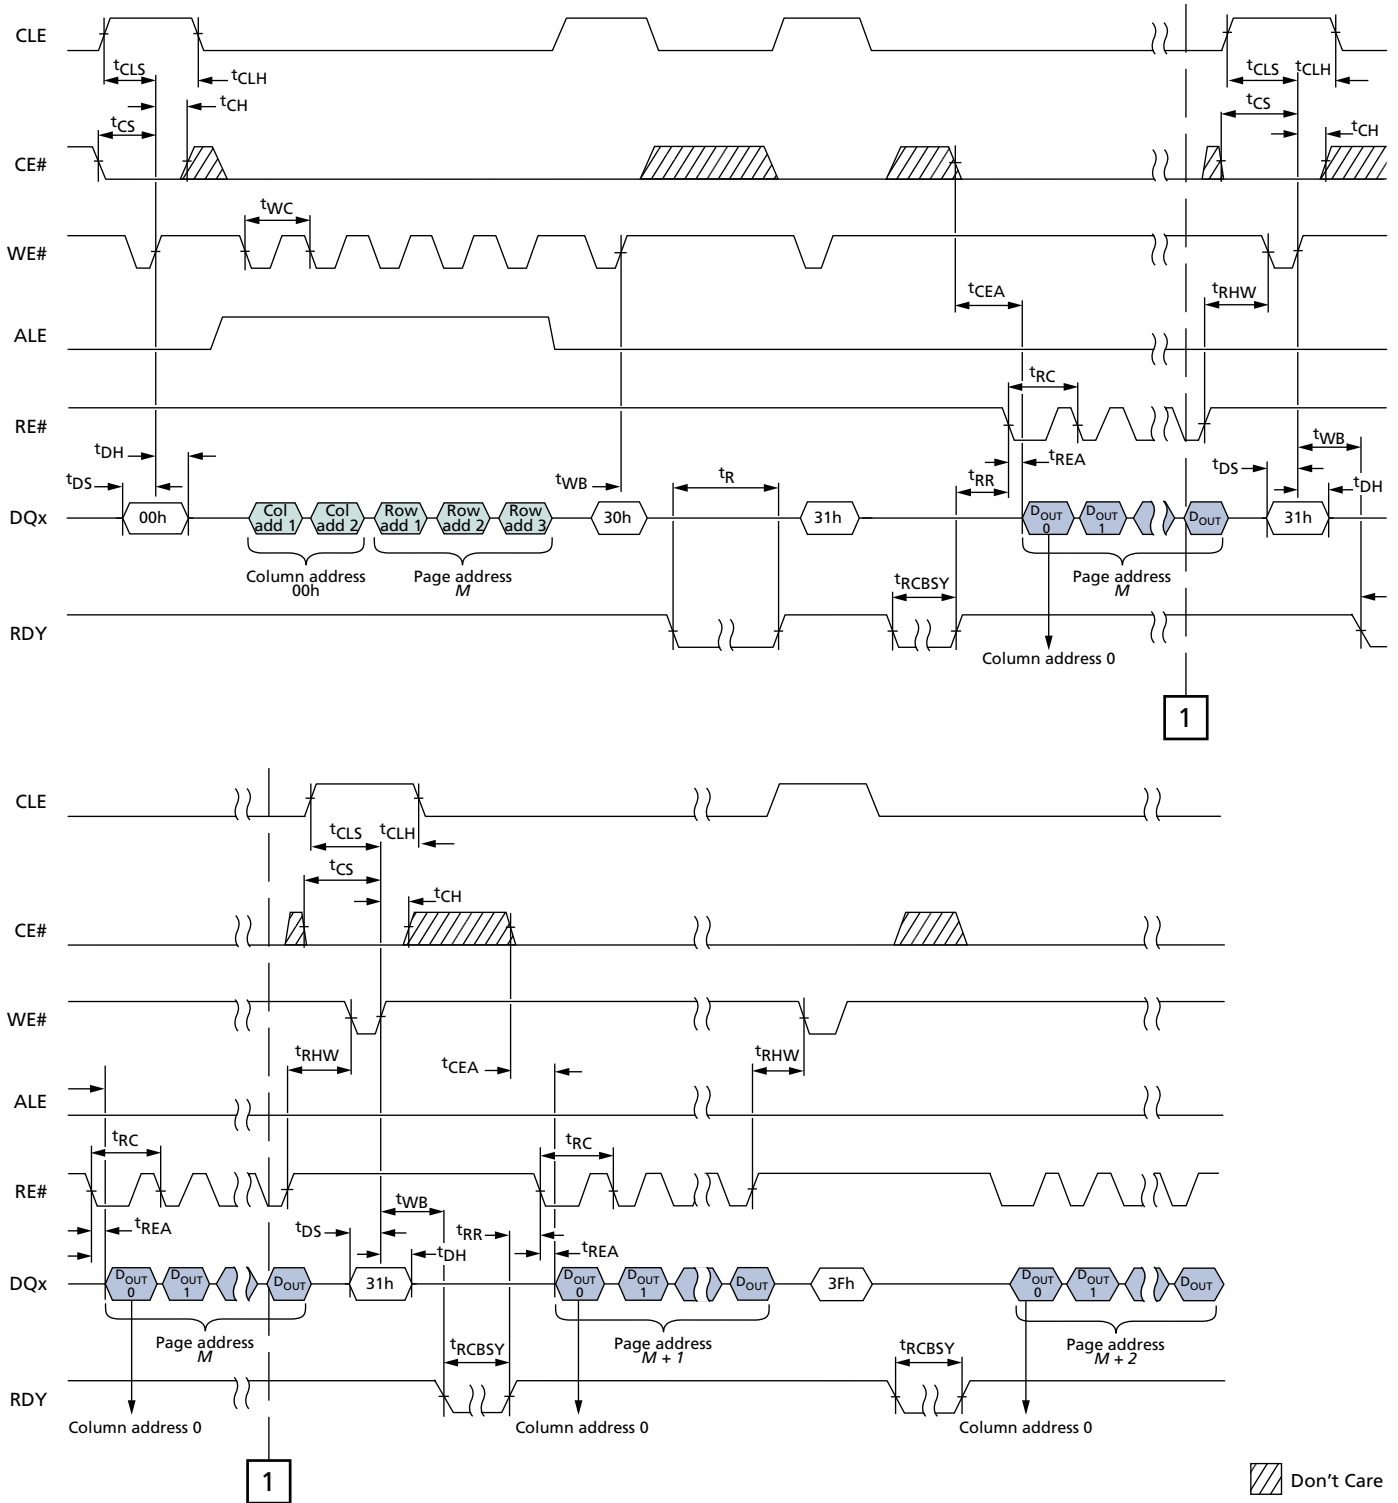 CLE
tCLS
tCLH
tCLS
tCLH
tCH
tCS
tCS
tCH
CE#
tWC
WE#
tCEA
tRHW
ALE
tRC
RE#
tDH
tREA
tWB
tDS
tWB
tR
tRR
tDS
tDH
DQx
00h
Col add 1
Col add 2
Row add 1
Row add 2
Row add 3
30h
31h
DOUT 0
DOUT 1
DOUT
31h
Column address 00h
Page address M
tRCBSY
Page address M
RDY
Column address 0
1
CLE
tCLS
tCLH
tCS
tCH
CE#
WE#
tRHW
tCEA
tRHW
ALE
tRC
tRC
RE#
tWB
tREA
tDS
tDH
tRR
tREA
DQx
DOUT 0
DOUT 1
DOUT
31h
DOUT 0
DOUT 1
DOUT
3Fh
DOUT 0
DOUT 1
DOUT
Page address M
tRCBSY
Page address M + 1
tRCBSY
Page address M + 2
RDY
Column address 0
Column address 0
Column address 0
1
Don't Care